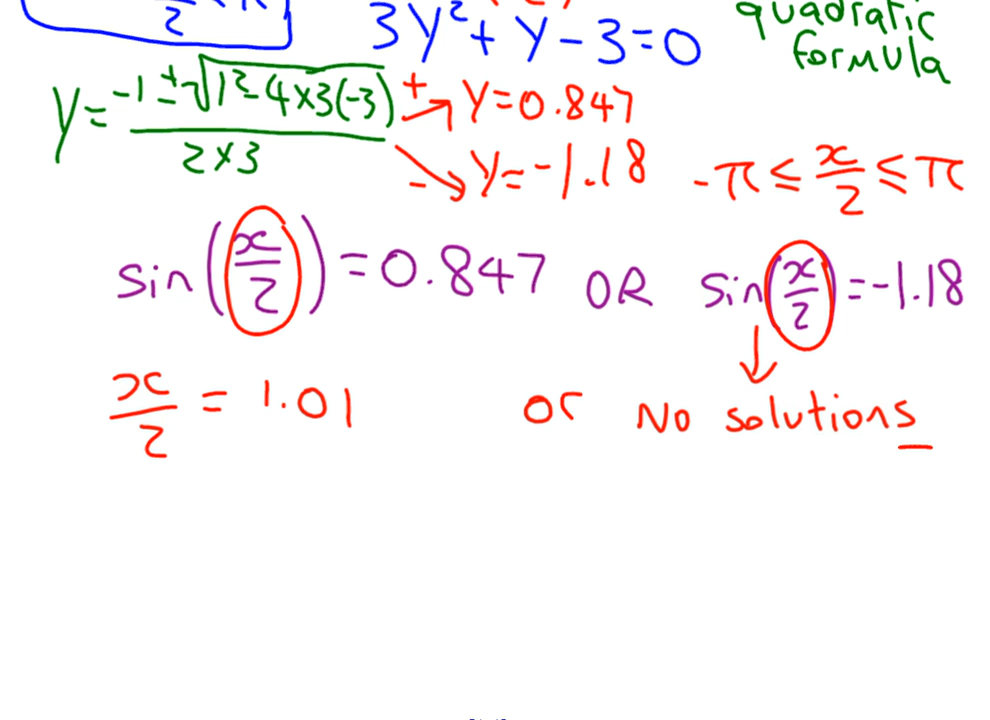 2
3Y²+Y-3=0
quadratic
formula
Y= -1±√1²-4×3(-3) / 2×3
+ → Y=0.847
- → Y=-1.18
-π≤x/2≤π
sin(x/2)=0.847 OR sin(x/2)=-1.18
x/2 = 1.01 or No solutions